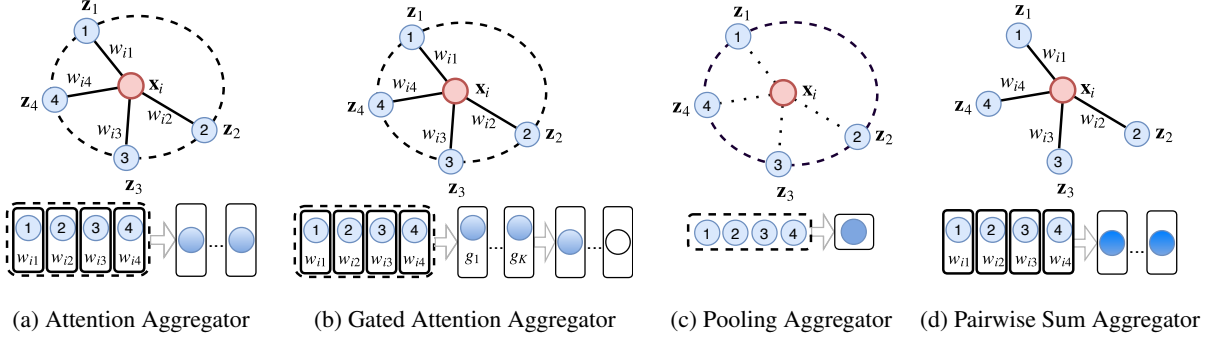 z1 1 wi1 xi wi4 z4 4 wi3 wi2 2 z2 3 z3
1 2 3 4 wi1 wi2 wi3 wi4 ...
(a) Attention Aggregator
z1 1 wi1 xi wi4 z4 4 wi3 wi2 2 z2 3 z3
1 2 3 4 wi1 wi2 wi3 wi4 ... g1 gK ...
(b) Gated Attention Aggregator
z1 1 xi z4 4 2 z2 3 z3
1 2 3 4
(c) Pooling Aggregator
z1 1 wi1 xi wi4 z4 4 wi3 wi2 2 z2 3 z3
1 2 3 4 wi1 wi2 wi3 wi4 ...
(d) Pairwise Sum Aggregator